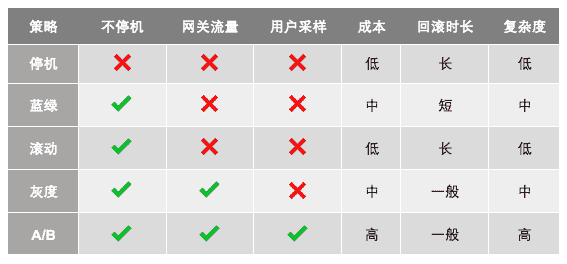 策略 不停机 网关流量 用户采样 成本 回滚时长 复杂度
停机 低 长 低
蓝绿 中 短 中
滚动 低 长 低
灰度 中 一般 中
A/B 高 一般 高